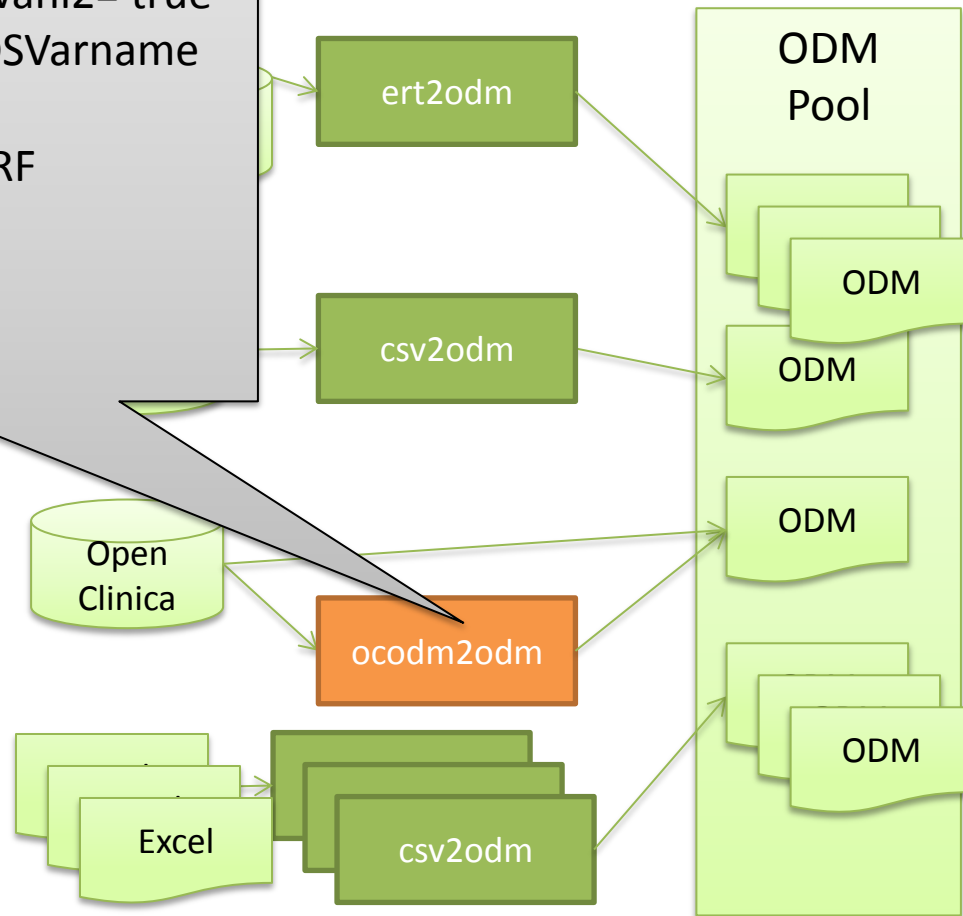 SVarname
RF
ert2odm
csv2odm
Open
Clinica
ocodm2odm
Excel
csv2odm
ODM
Pool
ODM
ODM
ODM
ODM